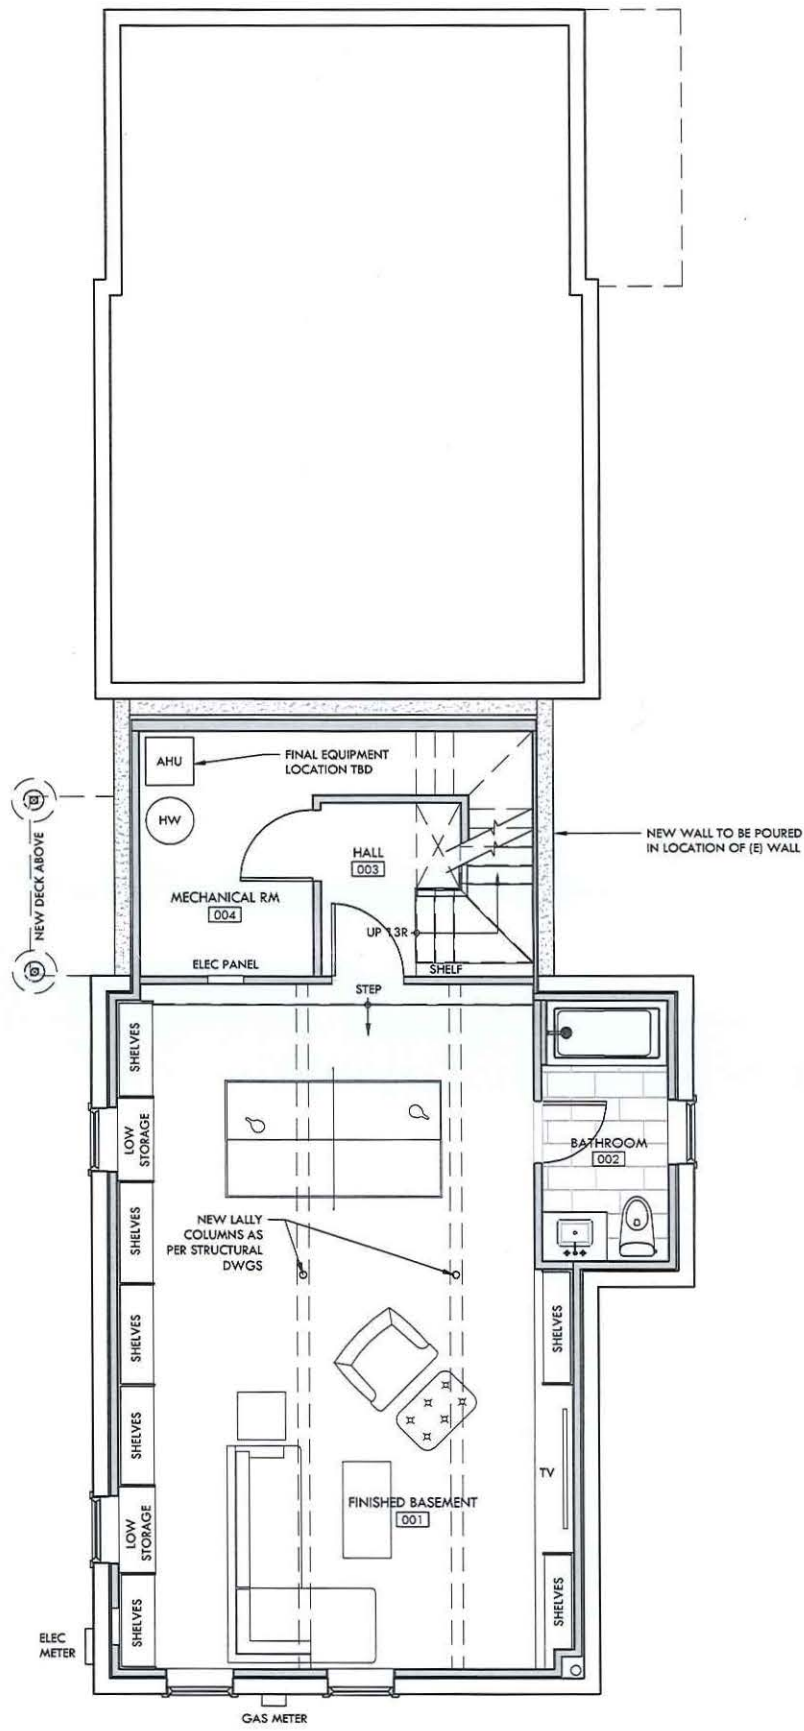 AHU
FINAL EQUIPMENT
LOCATION TBD
HW
NEW DECK ABOVE
HALL
003
NEW WALL TO BE POURED
IN LOCATION OF (E) WALL
MECHANICAL RM
004
UP 13R
ELEC PANEL
SHELF
STEP
SHELVES
LOW
STORAGE
BATHROOM
002
SHELVES
NEW LALLY
COLUMNS AS
PER STRUCTURAL
DWGS
SHELVES
SHELVES
SHELVES
TV
FINISHED BASEMENT
001
LOW
STORAGE
SHELVES
SHELVES
ELEC
METER
GAS METER